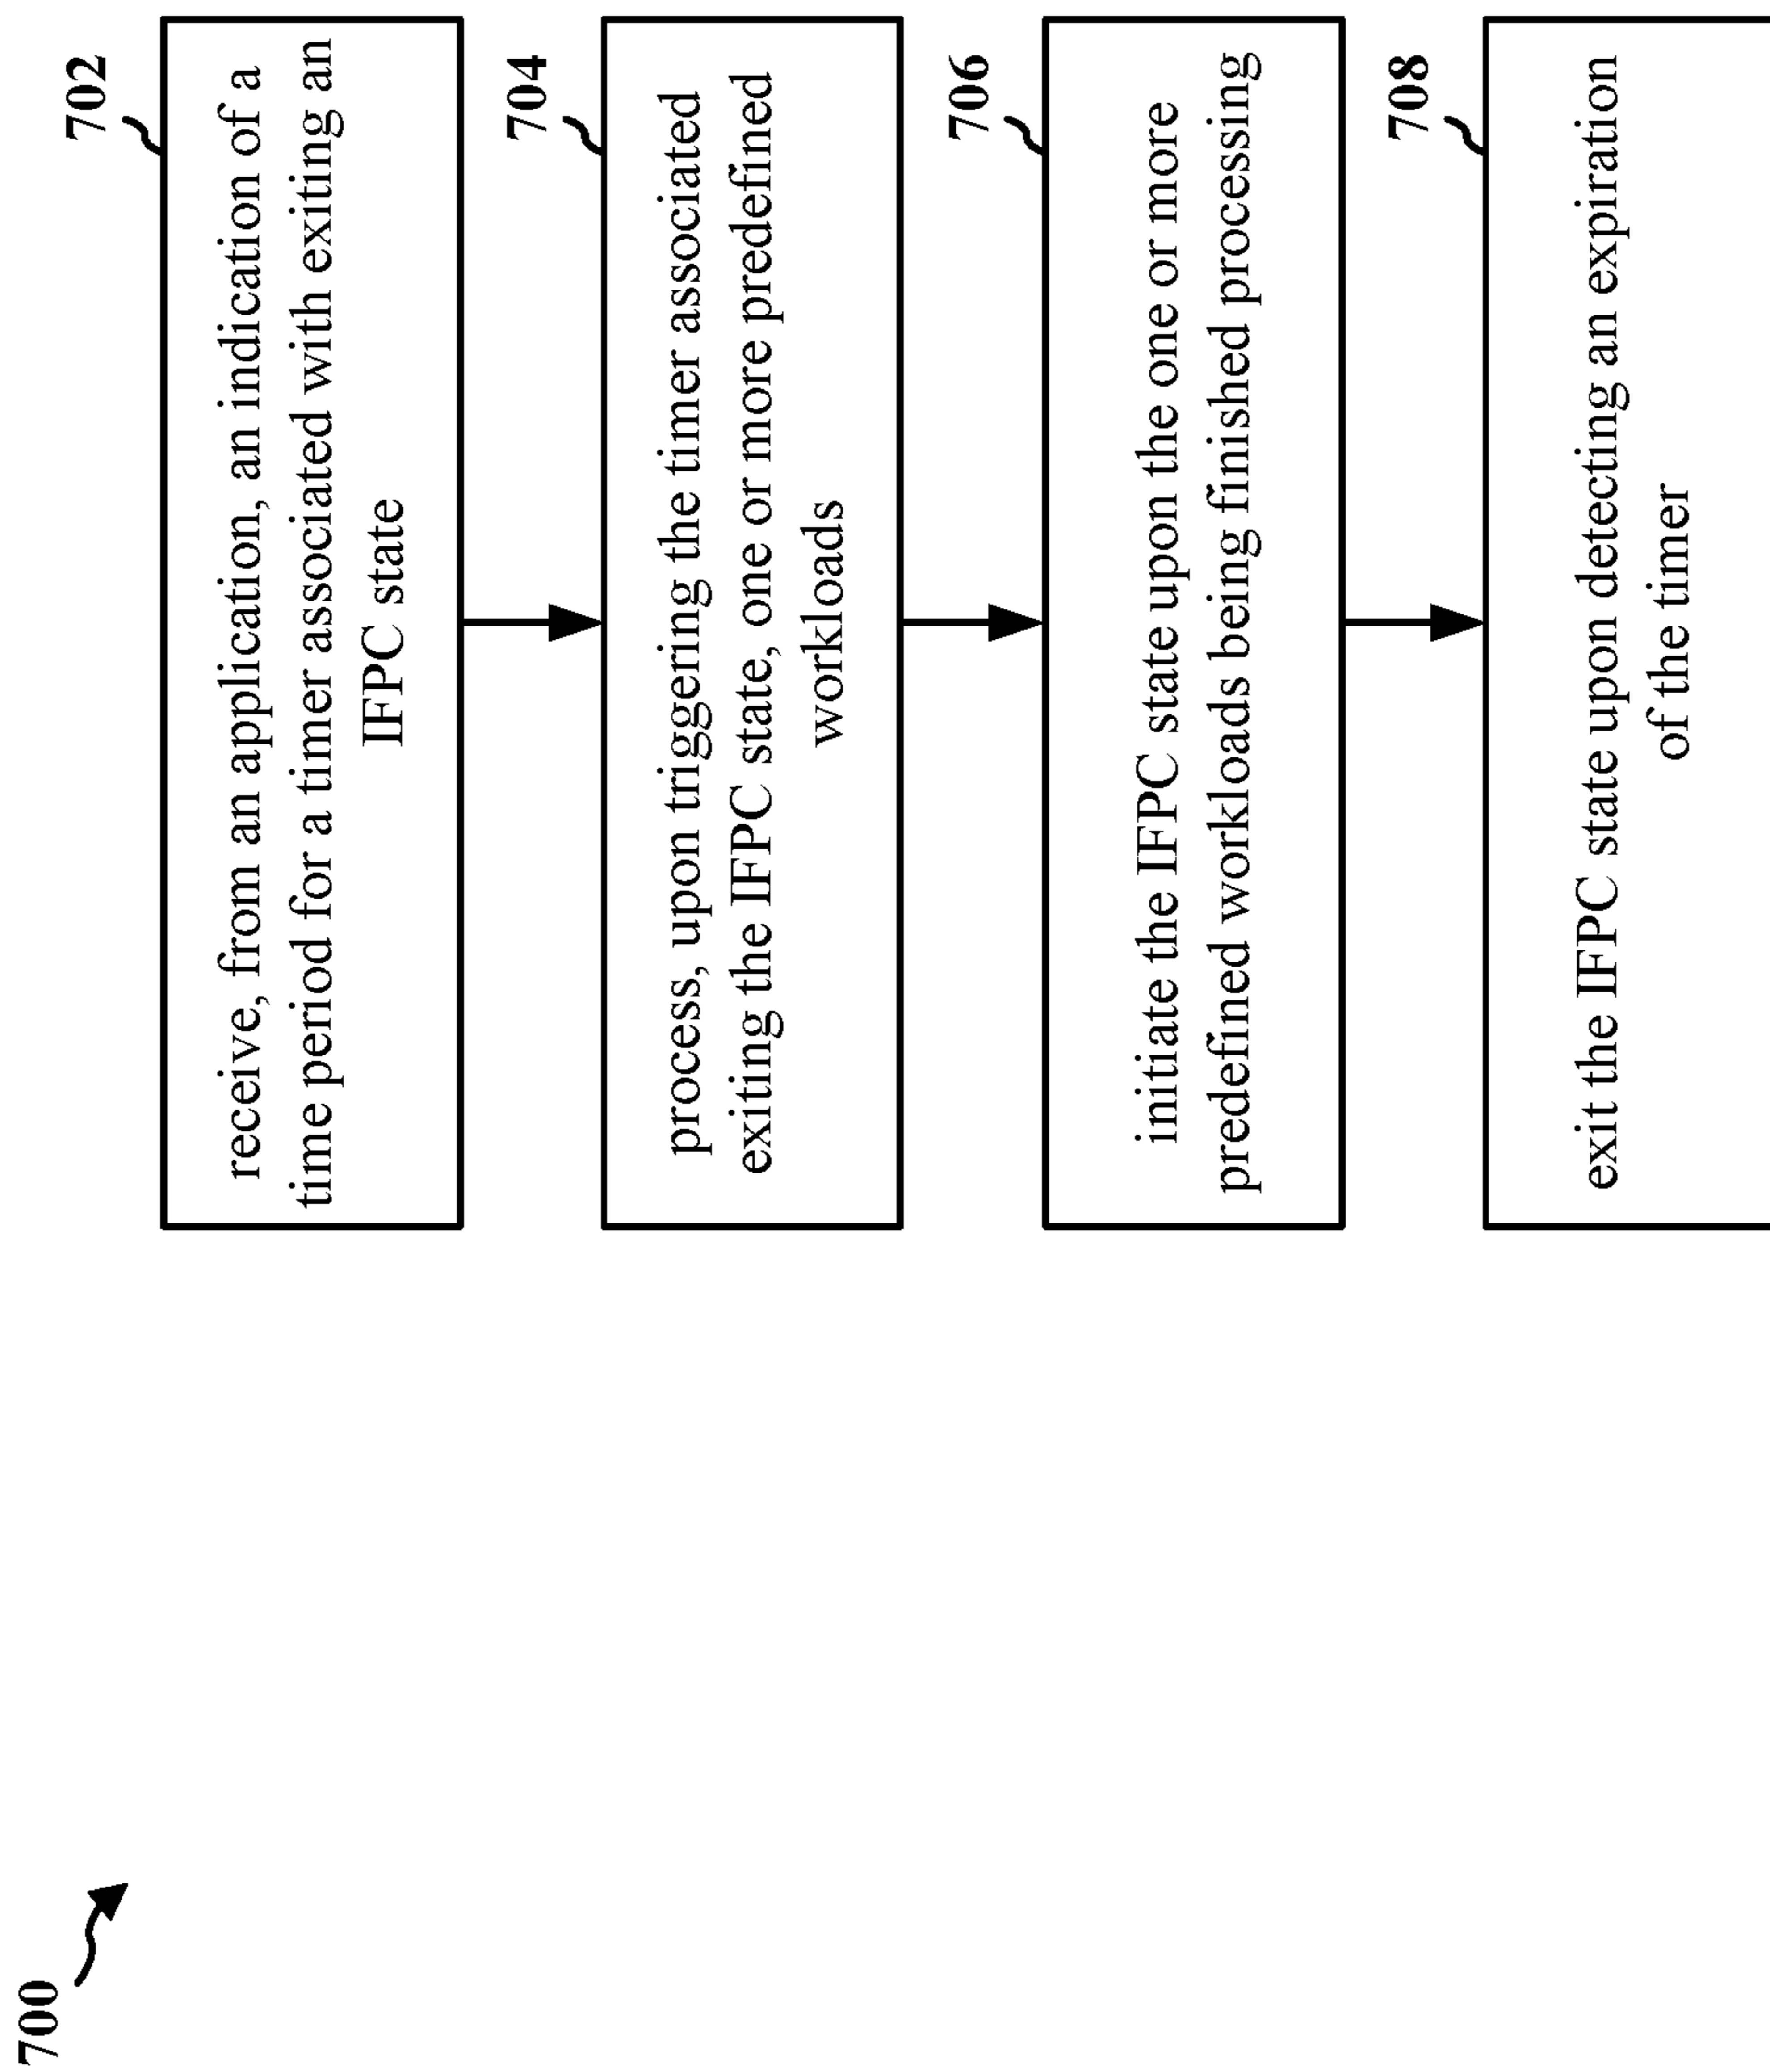 700
702
receive, from an application, an indication of a
time period for a timer associated with exiting an
IFPC state
704
process, upon triggering the timer associated
exiting the IFPC state, one or more predefined
workloads
706
initiate the IFPC state upon the one or more
predefined workloads being finished processing
708
exit the IFPC state upon detecting an expiration
of the timer